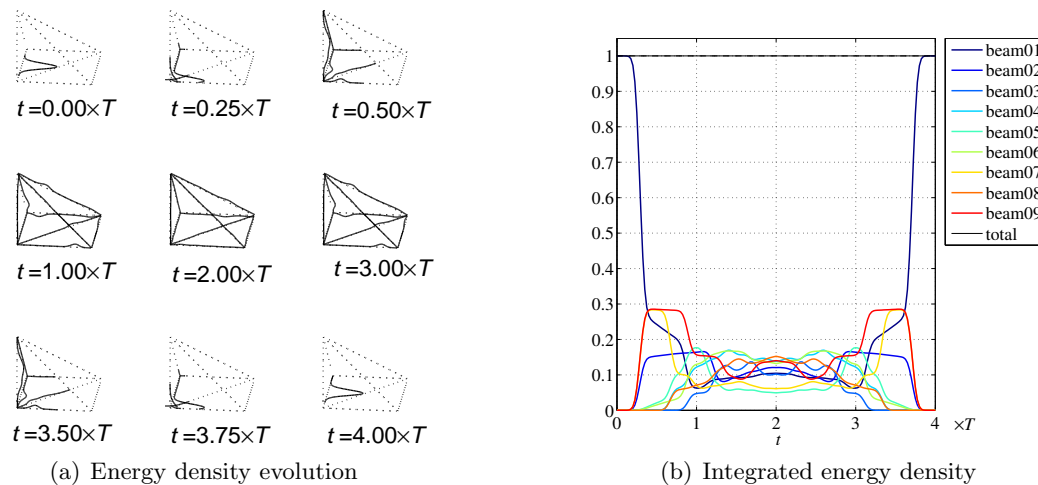 t=0.00×T
t=0.25×T
t=0.50×T
t=1.00×T
t=2.00×T
t=3.00×T
t=3.50×T
t=3.75×T
t=4.00×T
(a) Energy density evolution
1
0.9
0.8
0.7
0.6
0.5
0.4
0.3
0.2
0.1
0
0 1 2 3 4 ×T
t
beam01
beam02
beam03
beam04
beam05
beam06
beam07
beam08
beam09
total
(b) Integrated energy density